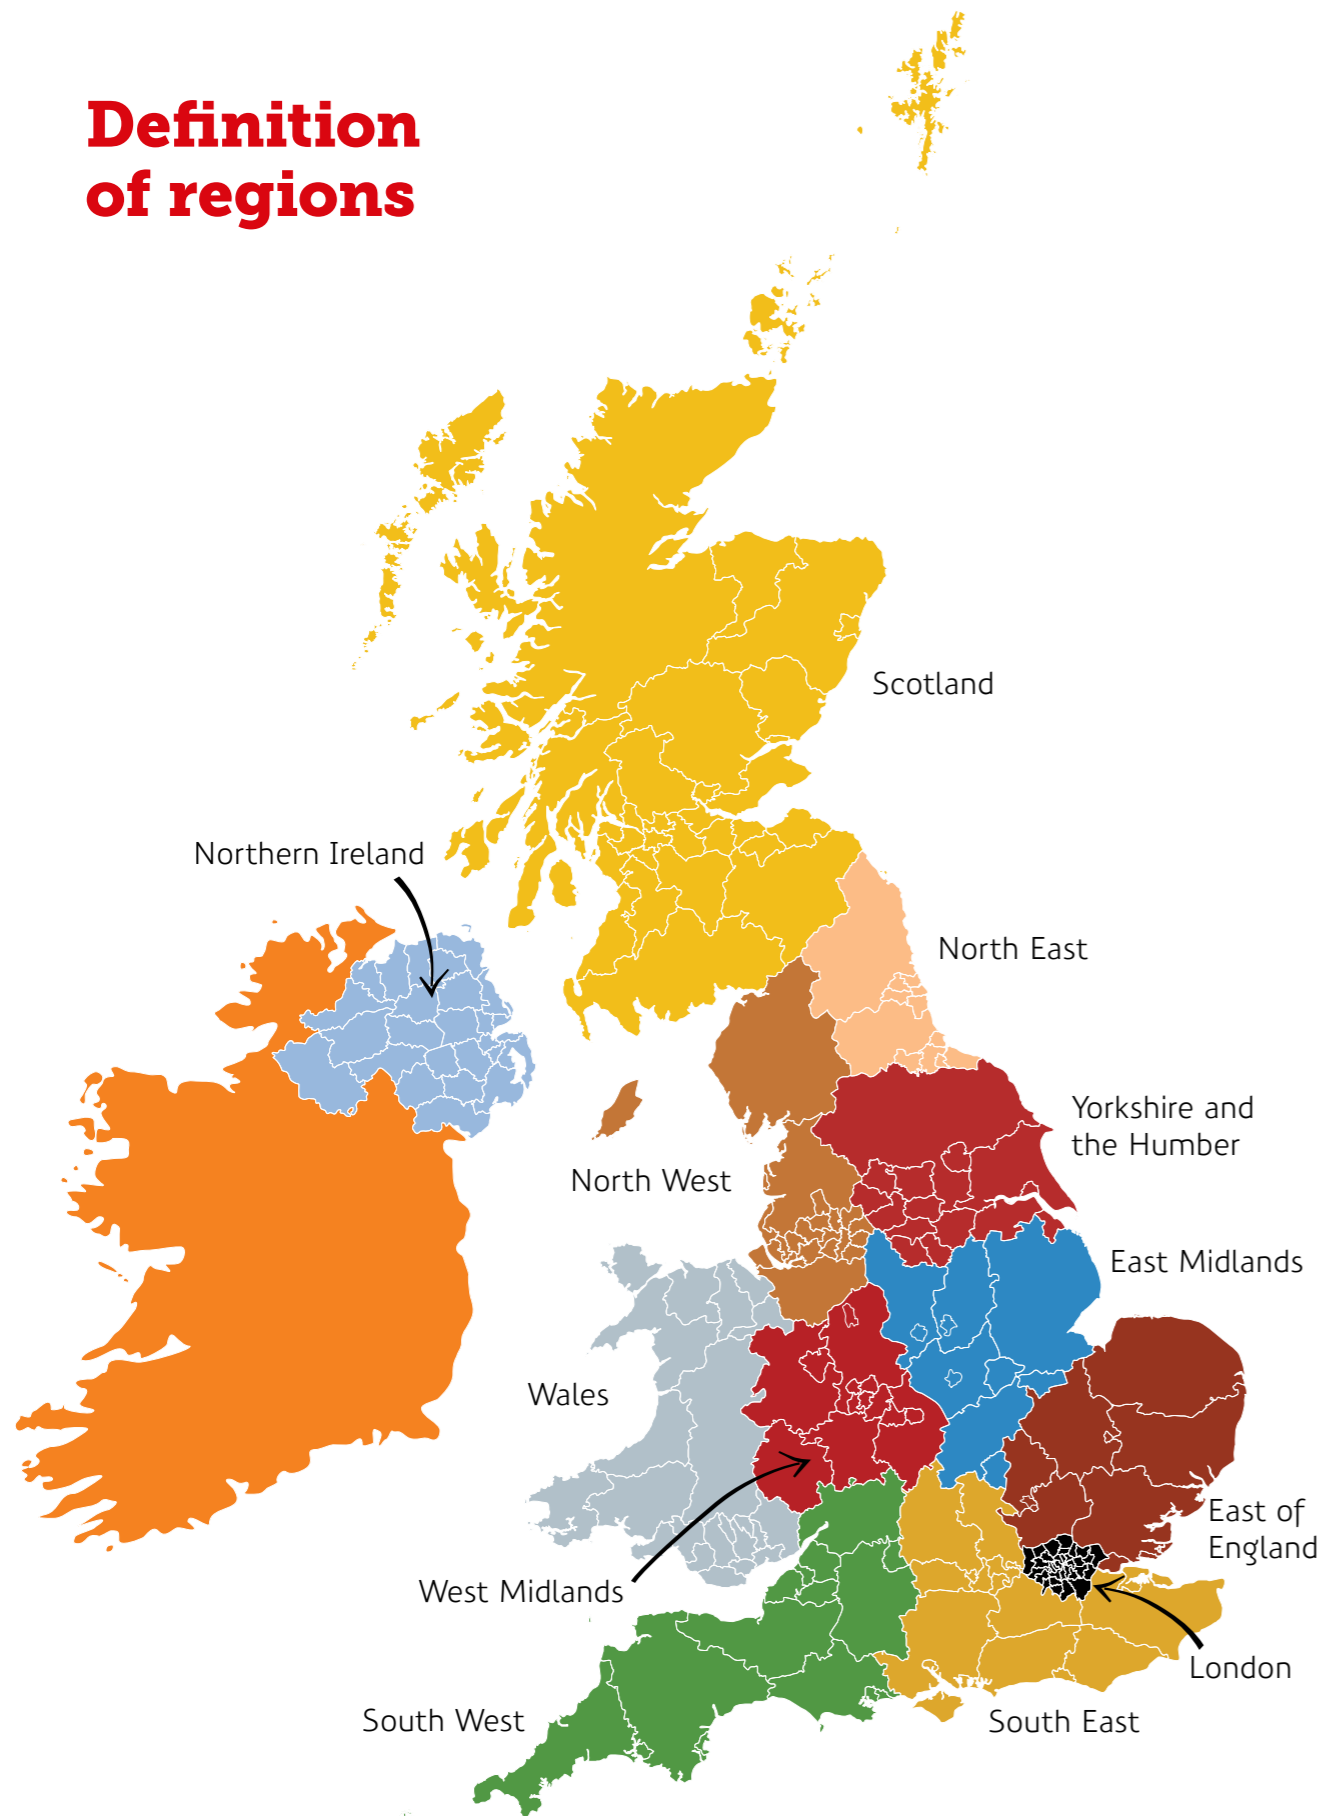 Definition
of regions
Scotland
Northern Ireland
North East
Yorkshire and
the Humber
North West
East Midlands
Wales
East of
England
West Midlands
London
South West
South East